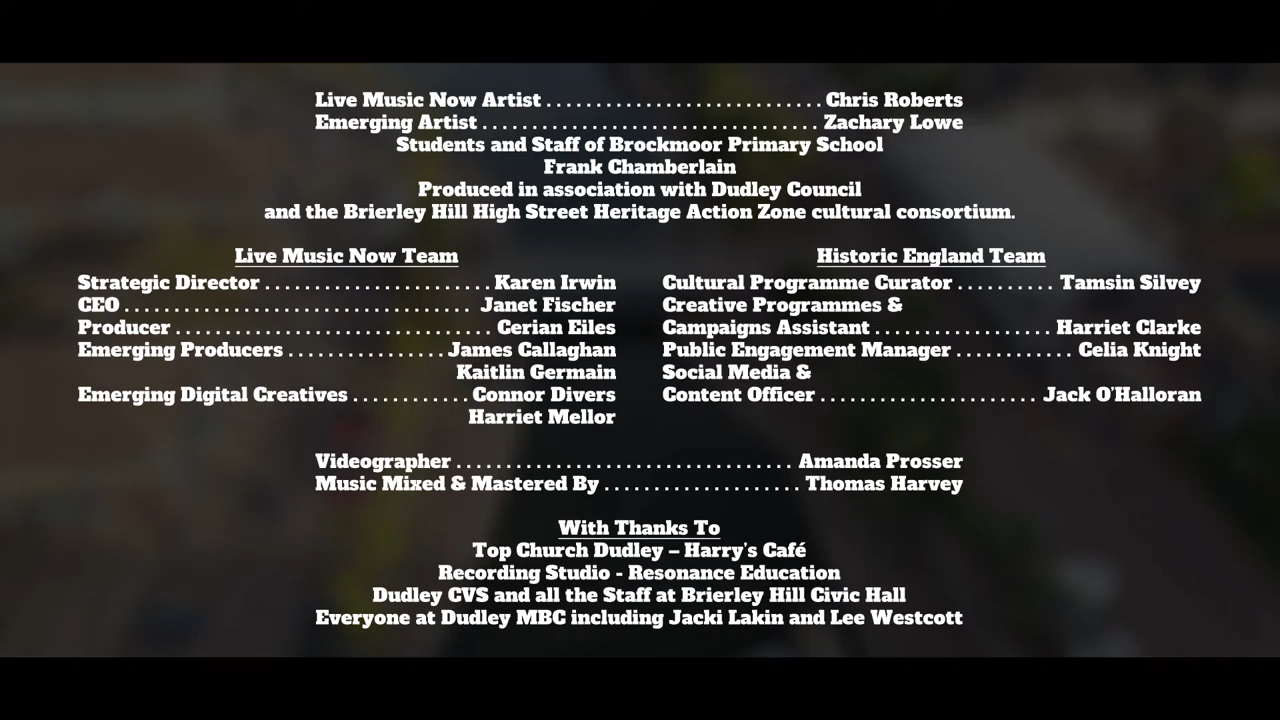 Live Music Now Artist . . . . . . . . . . . . . . . . . . . . . . . . . . . . Chris Roberts
Emerging Artist . . . . . . . . . . . . . . . . . . . . . . . . . . . . . . . . . . Zachary Lowe
Students and Staff of Brockmoor Primary School
Frank Chamberlain
Produced in association with Dudley Council
and the Brierley Hill High Street Heritage Action Zone cultural consortium.
Live Music Now Team
Strategic Director . . . . . . . . . . . . . . . . . . . . . . . Karen Irwin
CEO . . . . . . . . . . . . . . . . . . . . . . . . . . . . . . . . . . . Janet Fischer
Producer . . . . . . . . . . . . . . . . . . . . . . . . . . . . . . . . Cerian Eiles
Emerging Producers . . . . . . . . . . . . . . . . James Callaghan
Kaitlin Germain
Emerging Digital Creatives . . . . . . . . . . . . Connor Divers
Harriet Mellor
Historic England Team
Cultural Programme Curator . . . . . . . . . . Tamsin Silvey
Creative Programmes &
Campaigns Assistant . . . . . . . . . . . . . . . . . . Harriet Clarke
Public Engagement Manager . . . . . . . . . . . . Celia Knight
Social Media &
Content Officer . . . . . . . . . . . . . . . . . . . . . . Jack O'Halloran
Videographer . . . . . . . . . . . . . . . . . . . . . . . . . . . . . . . . . . Amanda Prosser
Music Mixed & Mastered By . . . . . . . . . . . . . . . . . . . . Thomas Harvey
With Thanks To
Top Church Dudley – Harry's Café
Recording Studio - Resonance Education
Dudley CVS and all the Staff at Brierley Hill Civic Hall
Everyone at Dudley MBC including Jacki Lakin and Lee Westcott